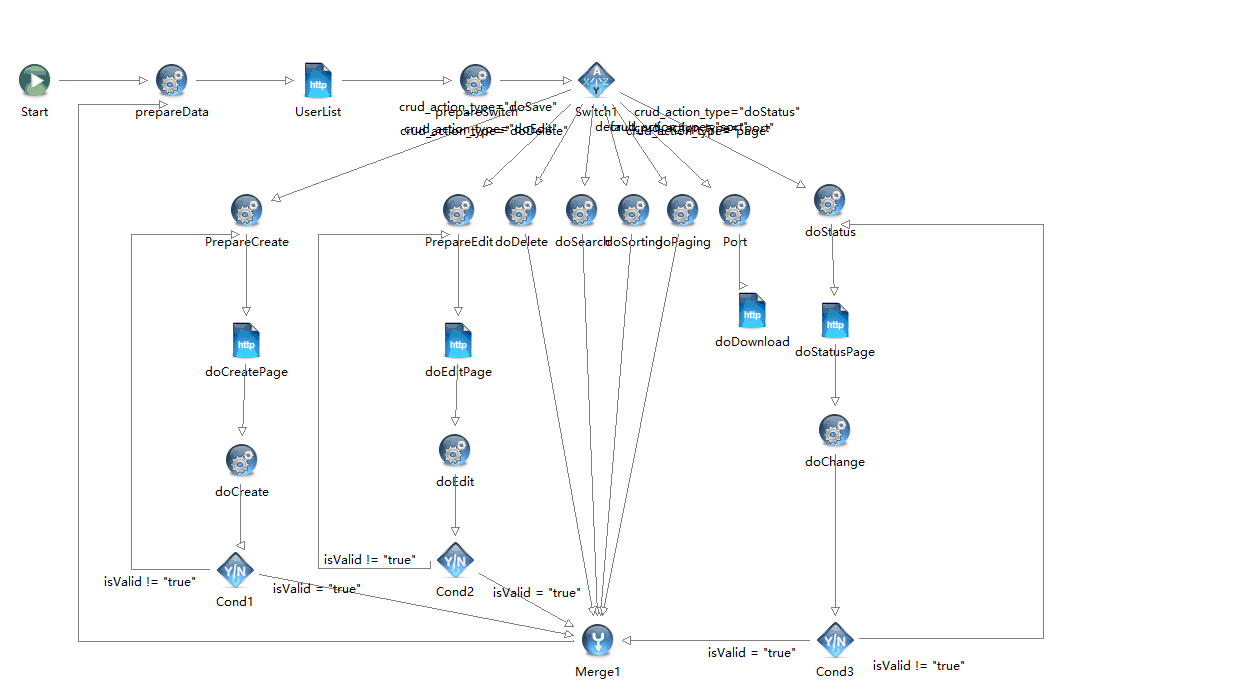 http
A
Y Z
Y
Start
prepareData
UserList
prepareSwitch
Switch1
crud_action_type="doSave"
crud_action_type="doStatus"
crud_action_type="doEdit"
crud_action_type="doDelete"
crud_action_type="page"
PrepareCreate
PrepareEdit
doDelete
doSearch
doSorting
doPaging
Port
doStatus
http
doDownload
http
doStatusPage
http
doCreatePage
http
doEditPage
doChange
doCreate
doEdit
isValid != "true"
Y/N
Cond2
isValid = "true"
isValid != "true"
Y/N
Cond1
isValid = "true"
Merge1
isValid = "true"
Y/N
Cond3
isValid != "true"